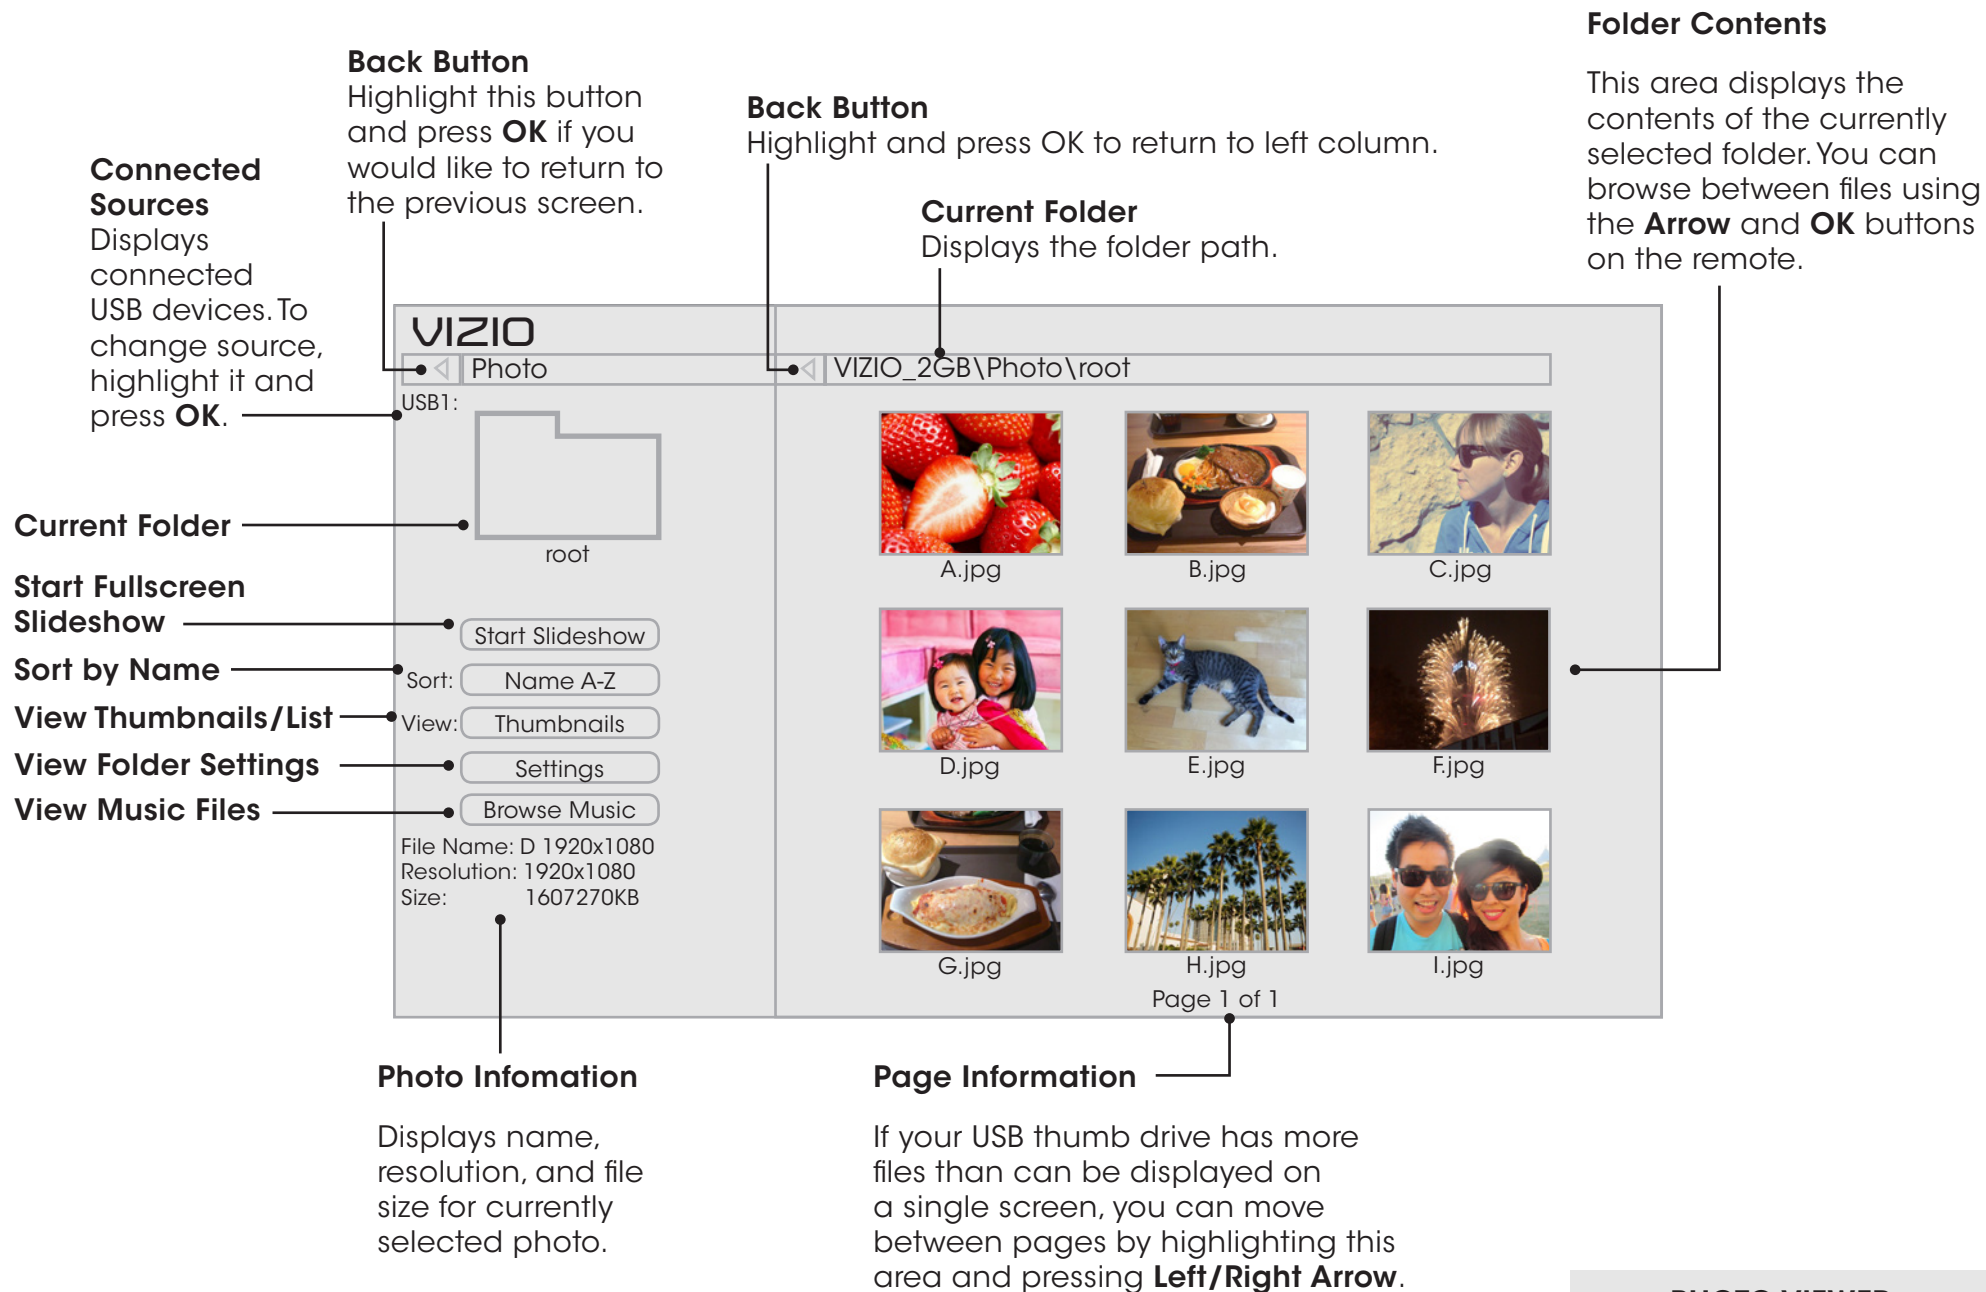 Folder Contents
This area displays the
contents of the currently
selected folder. You can
browse between files using
the Arrow and OK buttons
on the remote.
Back Button
Highlight this button
and press OK if you
would like to return to
the previous screen.
Back Button
Highlight and press OK to return to left column.
Connected
Sources
Displays
connected
USB devices. To
change source,
highlight it and
press OK.
Current Folder
Displays the folder path.
VIZIO
Photo
VIZIO_2GB\Photo\root
USB1:
root
Current Folder
Start Fullscreen
Slideshow
Sort by Name
View Thumbnails/List
View Folder Settings
View Music Files
Start Slideshow
Sort: Name A-Z
View: Thumbnails
Settings
Browse Music
File Name: D 1920x1080
Resolution: 1920x1080
Size: 1607270KB
A.jpg
B.jpg
C.jpg
D.jpg
E.jpg
F.jpg
G.jpg
H.jpg
I.jpg
Page 1 of 1
Photo Infomation
Displays name,
resolution, and file
size for currently
selected photo.
Page Information
If your USB thumb drive has more
files than can be displayed on
a single screen, you can move
between pages by highlighting this
area and pressing Left/Right Arrow.
PHOTO VIEWER